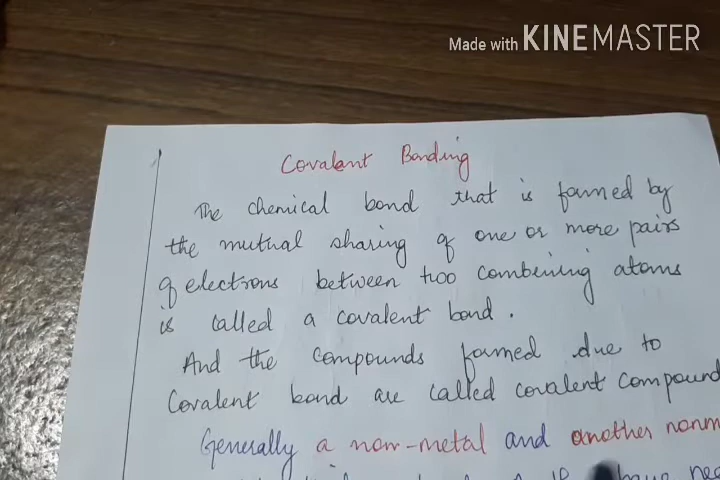 Made with KINEMASTER
Covalent Bonding
The chemical bond that is formed by
the mutual sharing of one or more pairs
of electrons between two combining atoms
is called a covalent bond.
And the compounds formed due to
Covalent bond are called covalent compound
Generally a non-metal and another nonm
have